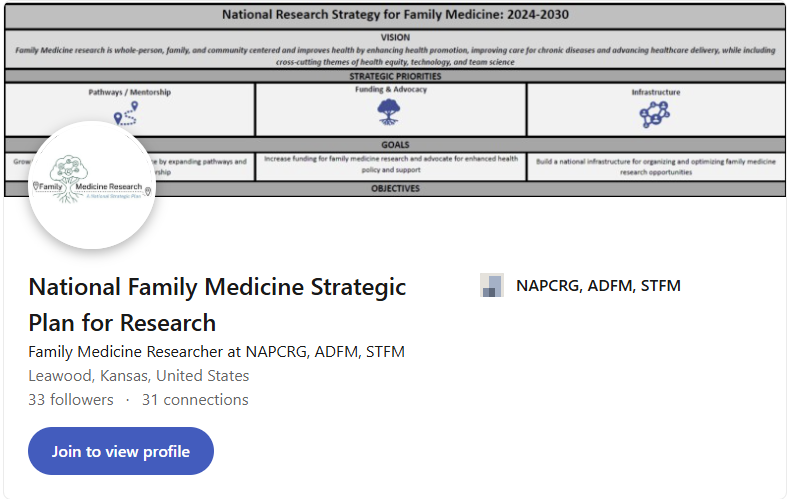 National Research Strategy for Family Medicine: 2024-2030
VISION
Family Medicine research is whole-person, family, and community centered and improves health by enhancing health promotion, improving care for chronic diseases and advancing healthcare delivery, while including
cross-cutting themes of health equity, technology, and team science
STRATEGIC PRIORITIES
Pathways / Mentorship
Funding & Advocacy
Infrastructure
GOALS
Grow
e by expanding pathways and
rship
Increase funding for family medicine research and advocate for enhanced health
policy and support
Build a national infrastructure for organizing and optimizing family medicine
research opportunities
OBJECTIVES
Family Medicine Research
A National Strategic Plan
National Family Medicine Strategic
Plan for Research
NAPCRG, ADFM, STFM
Family Medicine Researcher at NAPCRG, ADFM, STFM
Leawood, Kansas, United States
33 followers · 31 connections
Join to view profile